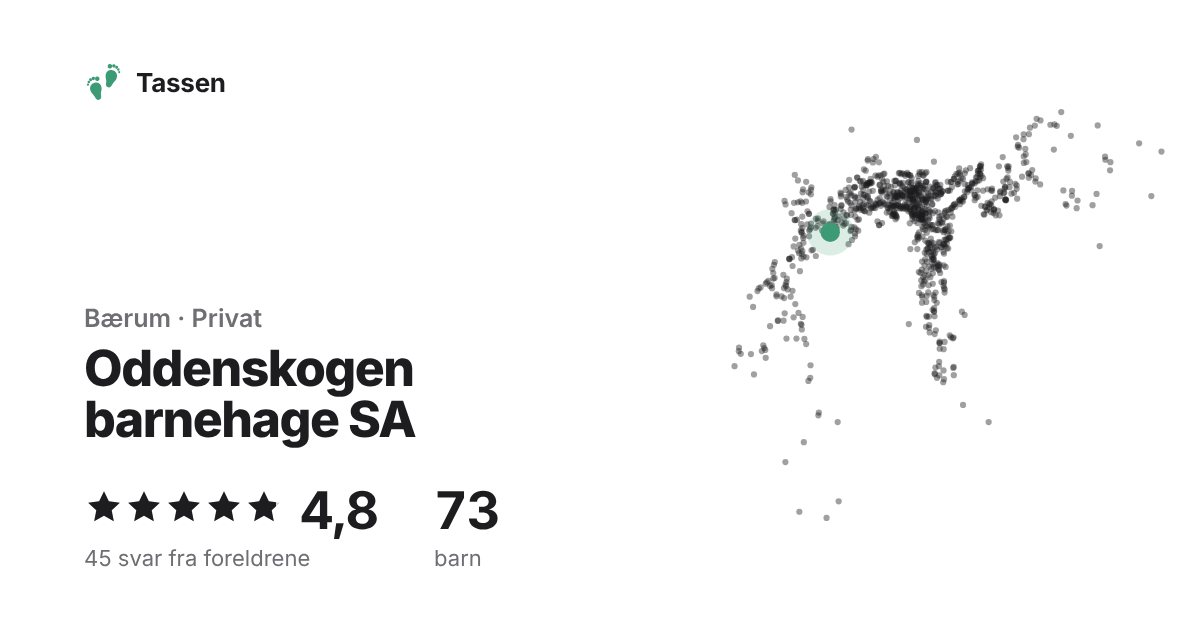 Tassen
Bærum · Privat
Oddenskogen
barnehage SA
4,8
73
45 svar fra foreldrene
barn